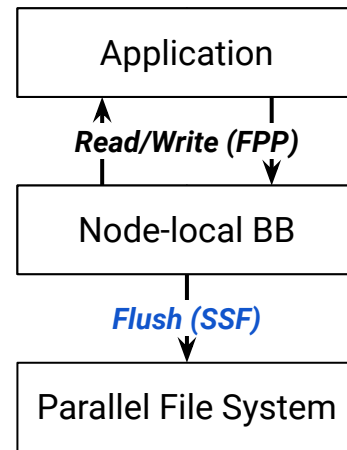 Application
Read/Write (FPP)
Node-local BB
Flush (SSF)
Parallel File System